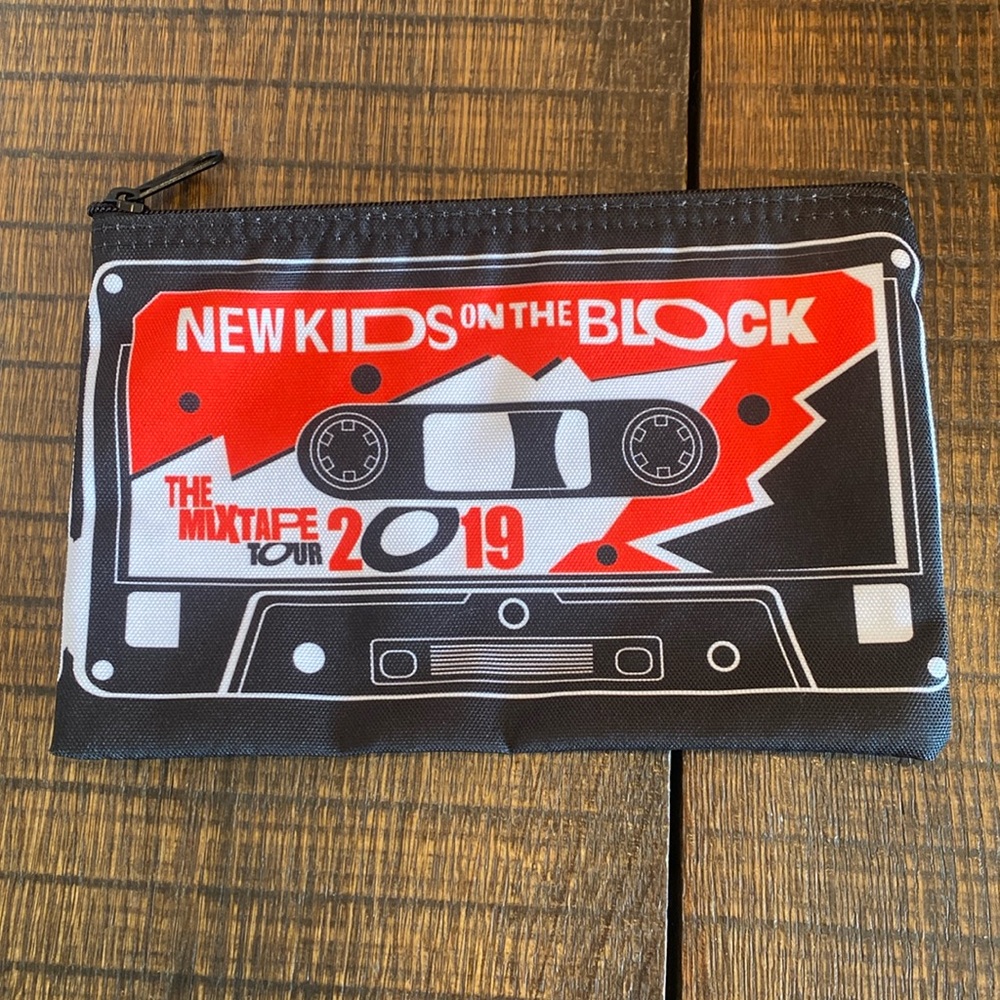 NEW KIDS ON THE BLOCK
THE
MIXTAPE
TOUR 2019